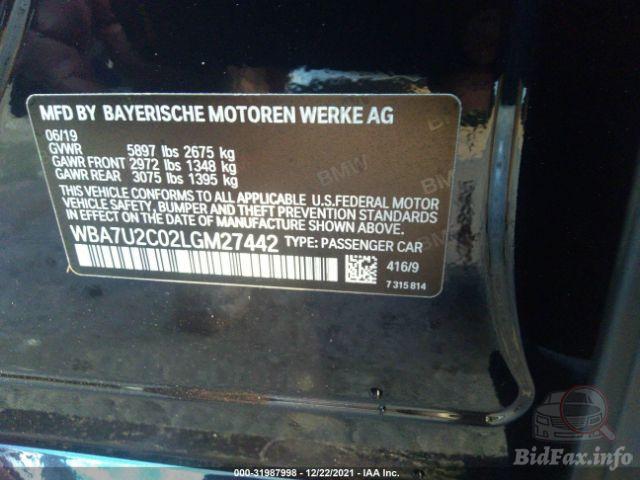 MFD BY BAYERISCHE MOTOREN WERKE AG
06/19
GVWR 5897 lbs 2675 kg
GAWR FRONT 2972 lbs 1348 kg
GAWR REAR 3075 lbs 1395 kg
THIS VEHICLE CONFORMS TO ALL APPLICABLE U.S.FEDERAL MOTOR
VEHICLE SAFETY, BUMPER AND THEFT PREVENTION STANDARDS
IN EFFECT ON THE DATE OF MANUFACTURE SHOWN ABOVE.
WBA7U2C02LGM27442 TYPE: PASSENGER CAR
416/9
7 315 814
BMW
BMW
BMW
BidFax.info
000-31987998 - 12/22/2021 - IAA Inc.